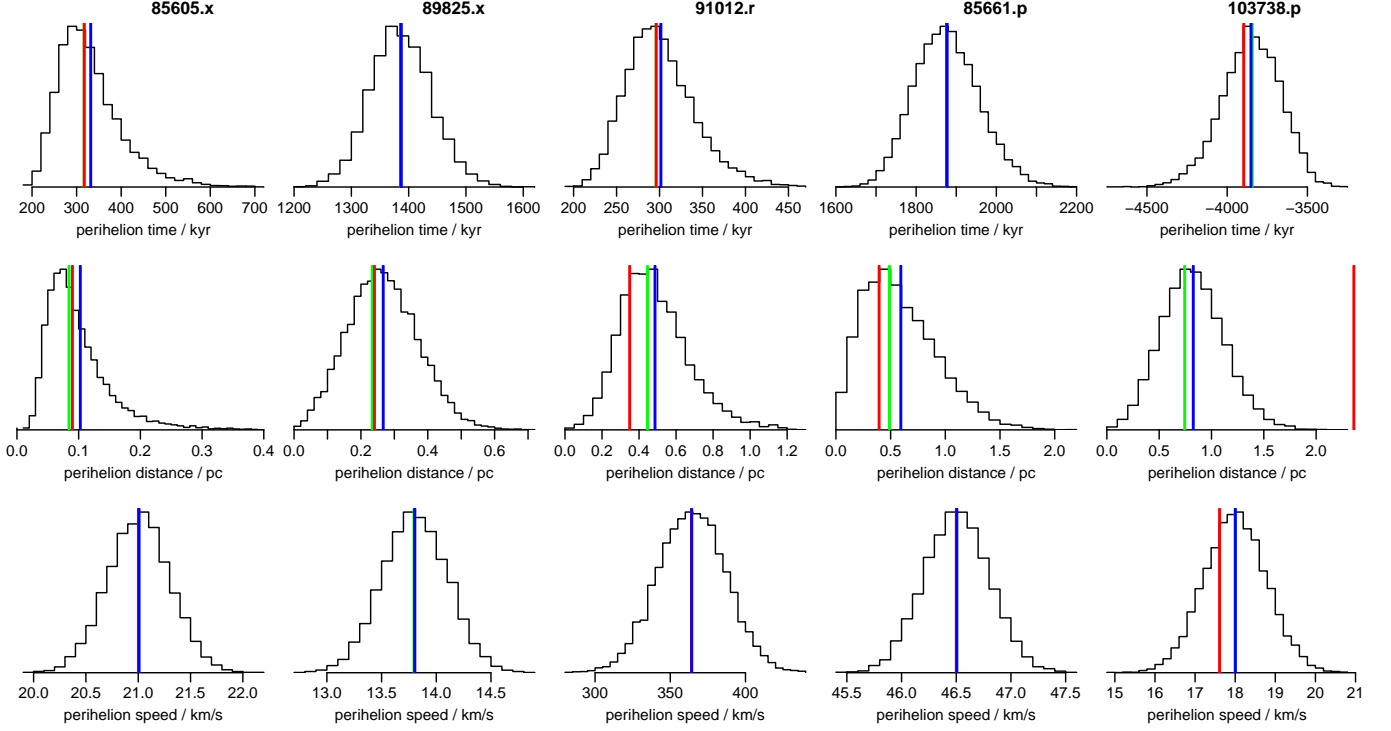 85605.x 89825.x 91012.r 85661.p 103738.p
200 300 400 500 600 700 1200 1300 1400 1500 1600 200 250 300 350 400 450 1600 1800 2000 2200 −4500 −4000 −3500
perihelion time / kyr perihelion time / kyr perihelion time / kyr perihelion time / kyr perihelion time / kyr
0.0 0.1 0.2 0.3 0.4 0.0 0.2 0.4 0.6 0.0 0.2 0.4 0.6 0.8 1.0 1.2 0.0 0.5 1.0 1.5 2.0 0.0 0.5 1.0 1.5 2.0
perihelion distance / pc perihelion distance / pc perihelion distance / pc perihelion distance / pc perihelion distance / pc
20.0 20.5 21.0 21.5 22.0 13.0 13.5 14.0 14.5 300 350 400 45.5 46.0 46.5 47.0 47.5 15 16 17 18 19 20 21
perihelion speed / km/s perihelion speed / km/s perihelion speed / km/s perihelion speed / km/s perihelion speed / km/s